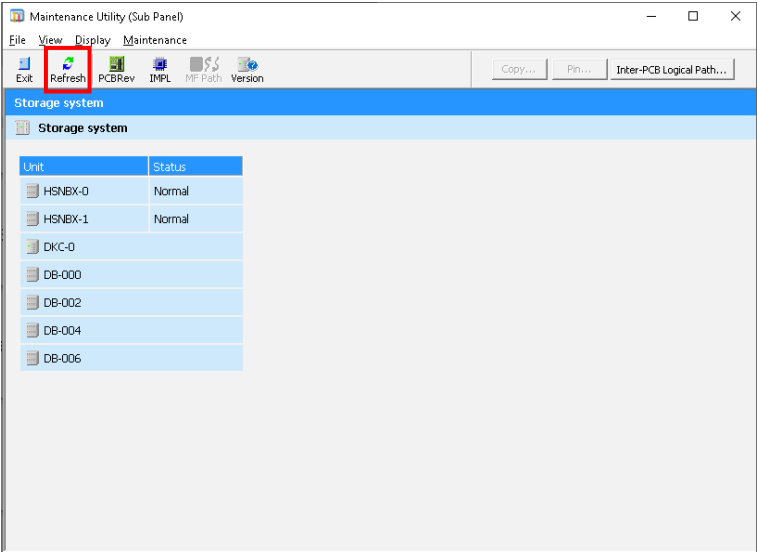 Maintenance Utility (Sub Panel)
File View Display Maintenance
Exit Refresh PCBRev IMPL MF Path Version Copy... Pin... Inter-PCB Logical Path...
Storage system
Storage system
Unit Status
HSNBX-0 Normal
HSNBX-1 Normal
DKC-0
DB-000
DB-002
DB-004
DB-006